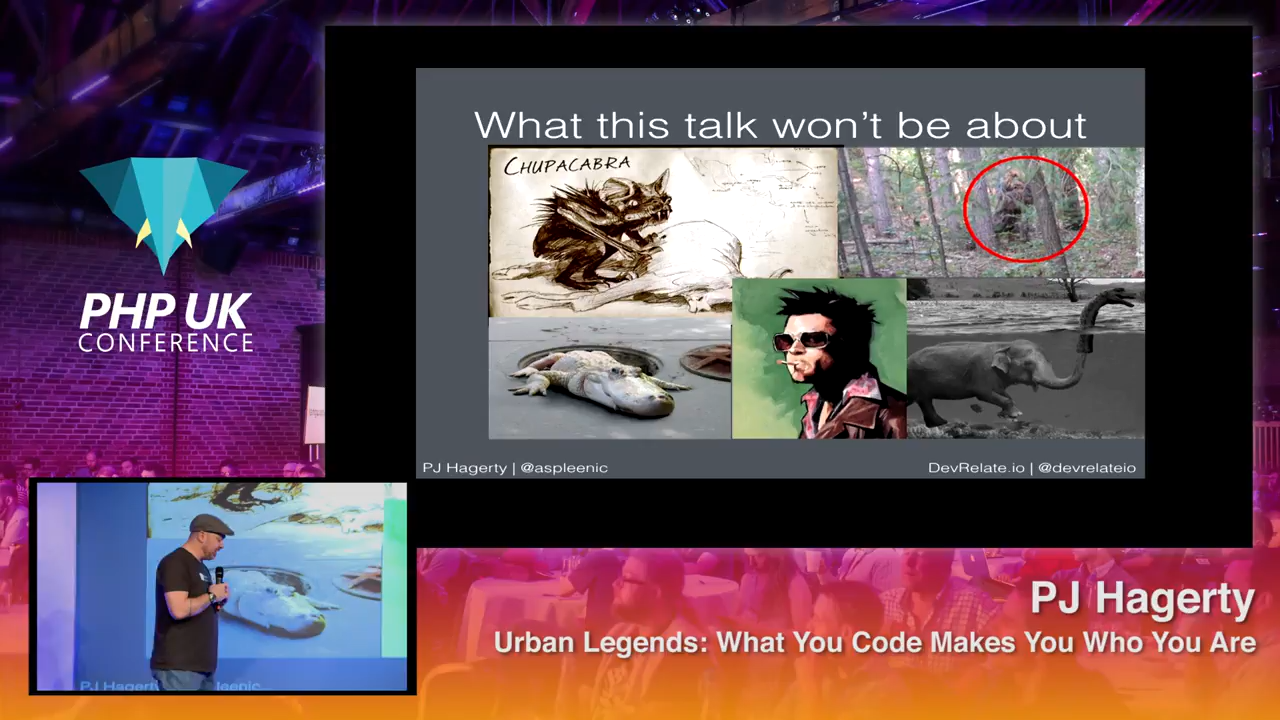 What this talk won't be about
CHUPACABRA
PJ Hagerty | @aspleenic
DevRelate.io | @devrelateio
PHP UK
CONFERENCE
PJ Hagerty
Urban Legends: What You Code Makes You Who You Are